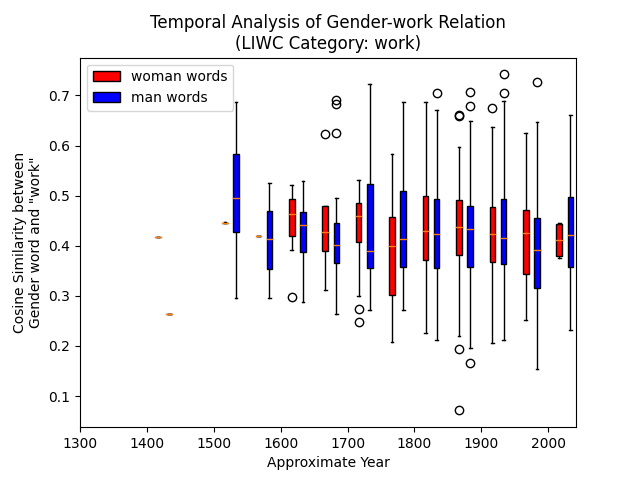 Temporal Analysis of Gender-work Relation
(LIWC Category: work)
woman words
man words
0.7
0.6
0.5
0.4
0.3
0.2
0.1
Cosine Similarity between
Gender word and "work"
1300 1400 1500 1600 1700 1800 1900 2000
Approximate Year